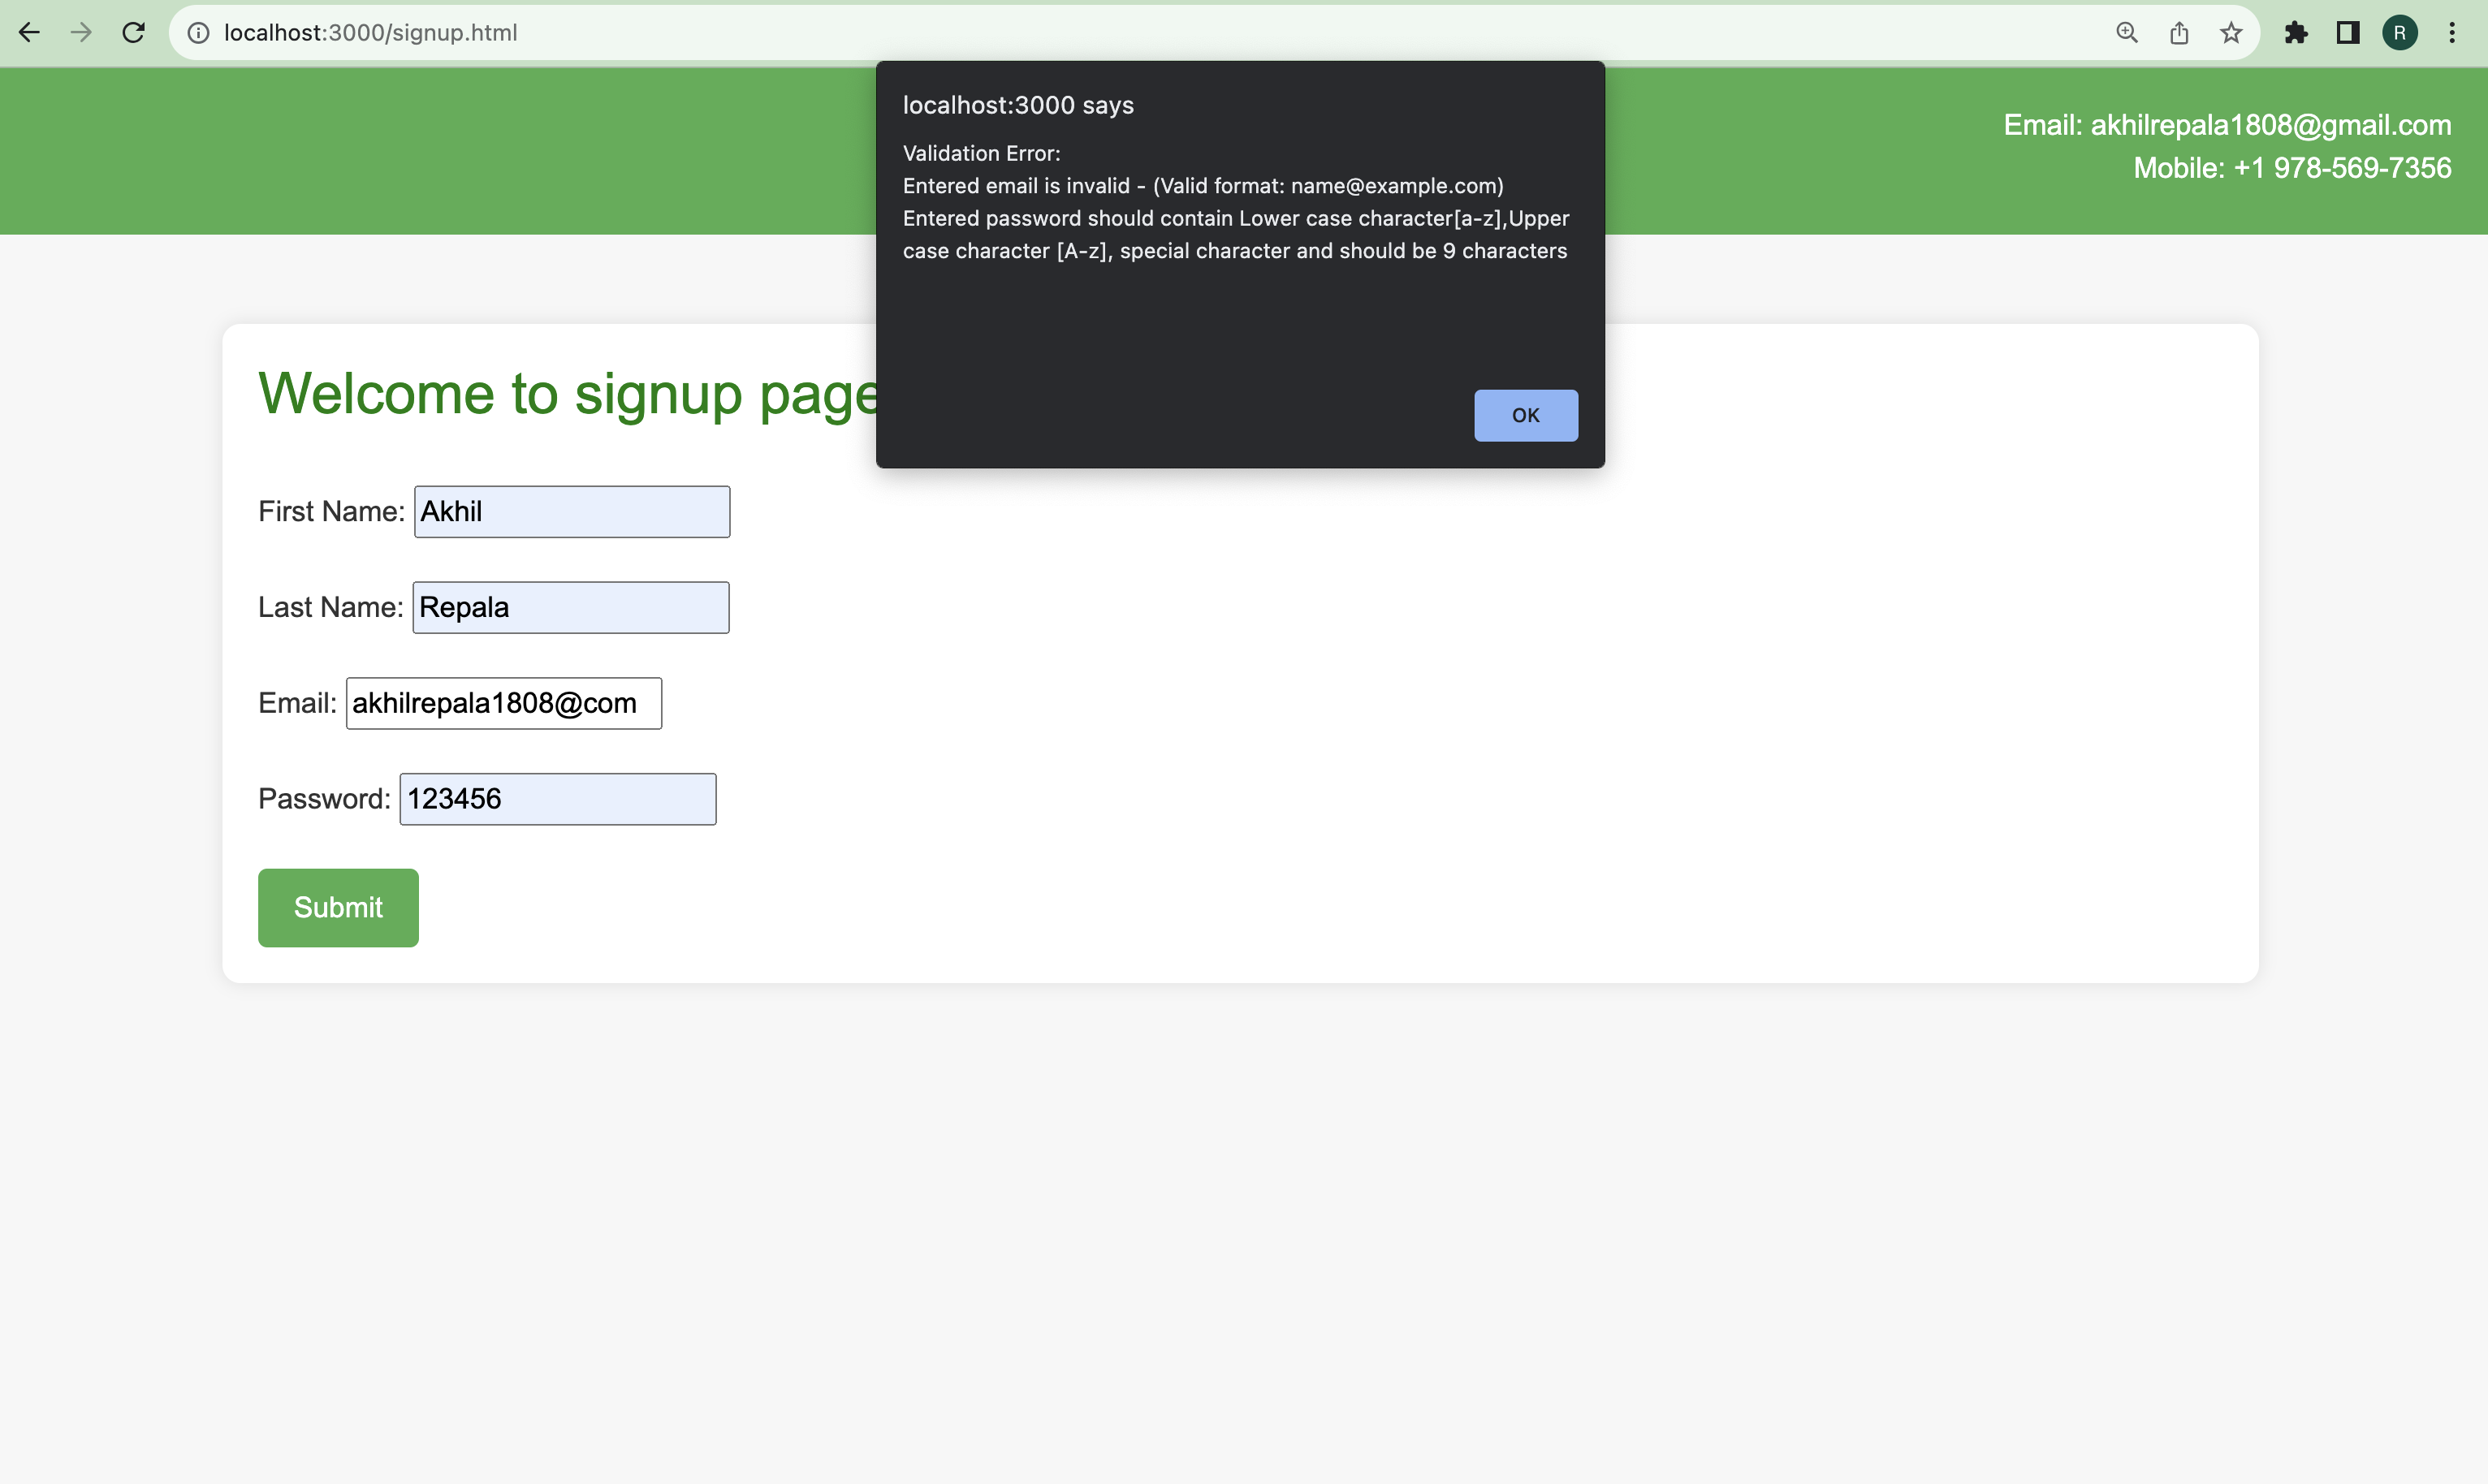 localhost:3000/signup.html
R
localhost:3000 says
Validation Error:
Entered email is invalid - (Valid format: name@example.com)
Entered password should contain Lower case character[a-z],Upper
case character [A-z], special character and should be 9 characters
OK
Email: akhilrepala1808@gmail.com
Mobile: +1 978-569-7356
Welcome to signup page
First Name: Akhil
Last Name: Repala
Email: akhilrepala1808@com
Password: 123456
Submit